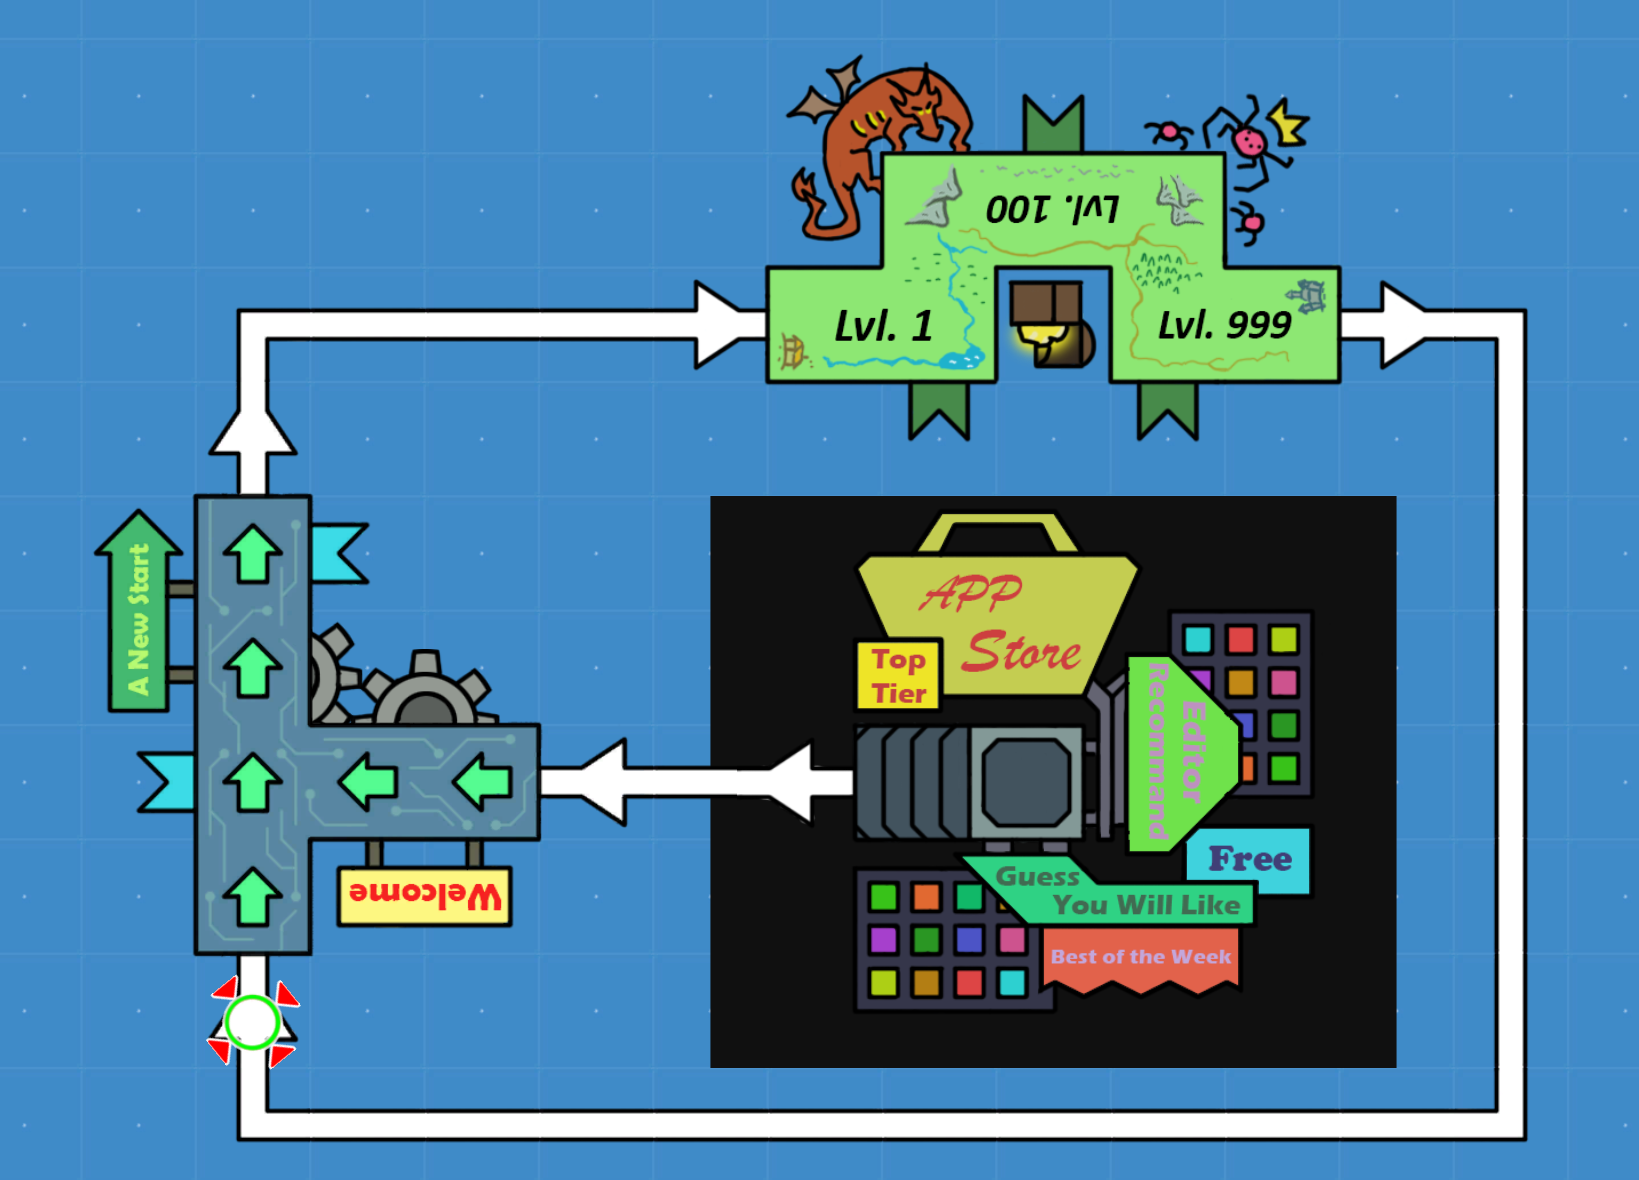 Lvl. 100
Lvl. 1
Lvl. 999
A New Start
APP
Store
Top
Tier
Editor
Recommand
Welcome
Free
Guess
You Will Like
Best of the Week